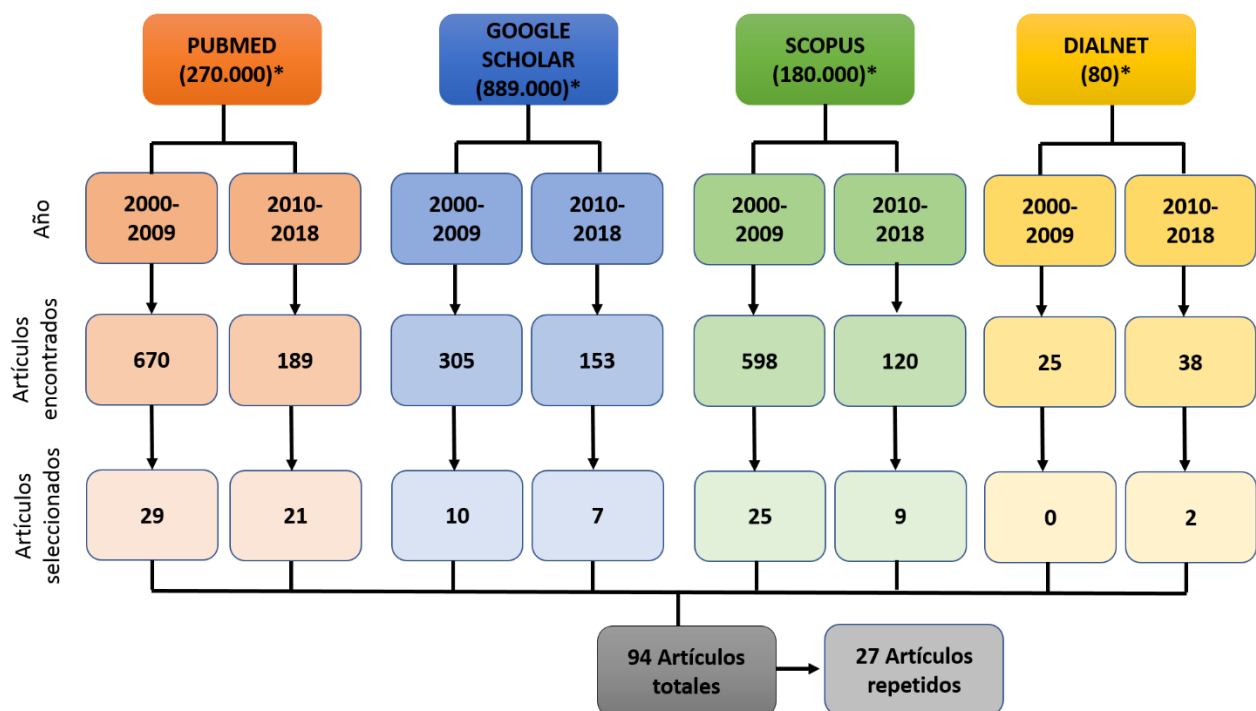 PUBMED
(270.000)*
GOOGLE
SCHOLAR
(889.000)*
SCOPUS
(180.000)*
DIALNET
(80)*
Año
2000-
2009
2010-
2018
2000-
2009
2010-
2018
2000-
2009
2010-
2018
2000-
2009
2010-
2018
Artículos
encontrados
670
189
305
153
598
120
25
38
Artículos
seleccionados
29
21
10
7
25
9
0
2
94 Artículos
totales
27 Artículos
repetidos